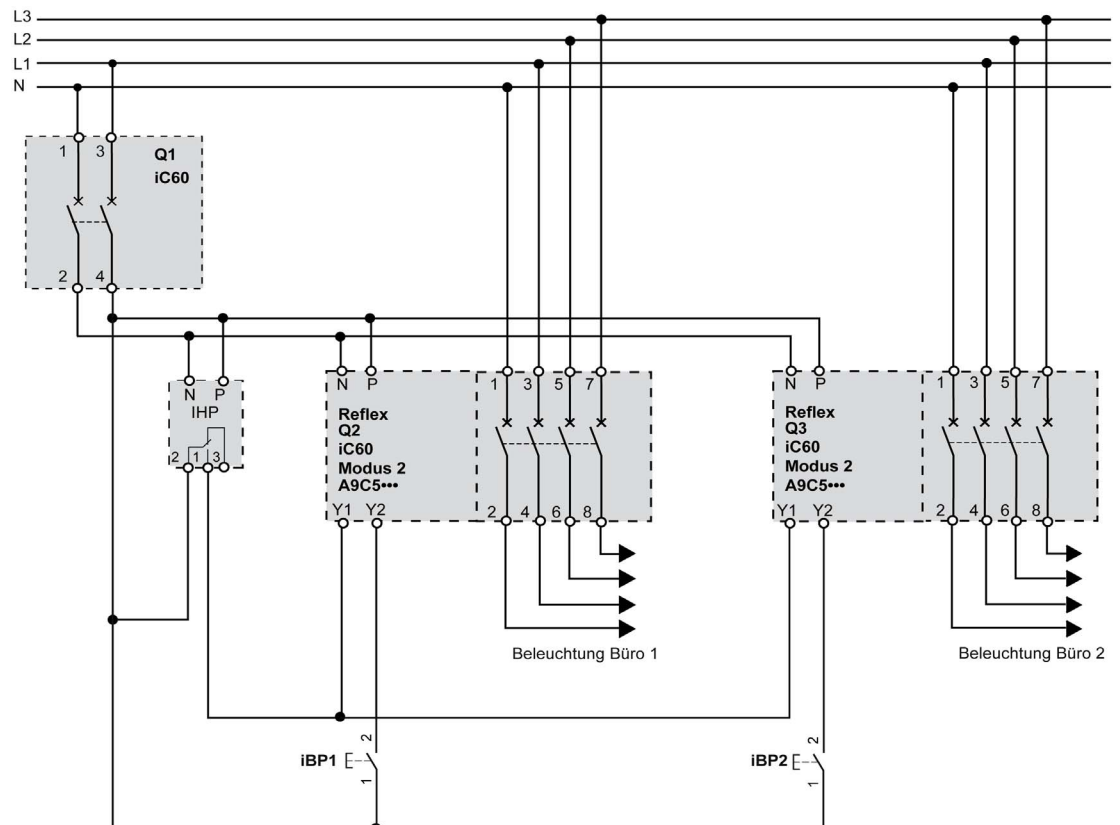 L3
L2
L1
N
1 3 Q1
iC60
2 4
N P
IHP
2 1 3
N P
Reflex
Q2
iC60
Modus 2
A9C5•••
Y1 Y2
1 3 5 7
2 4 6 8
Beleuchtung Büro 1
N P
Reflex
Q3
iC60
Modus 2
A9C5•••
Y1 Y2
1 3 5 7
2 4 6 8
Beleuchtung Büro 2
2
iBP1
1
2
iBP2
1